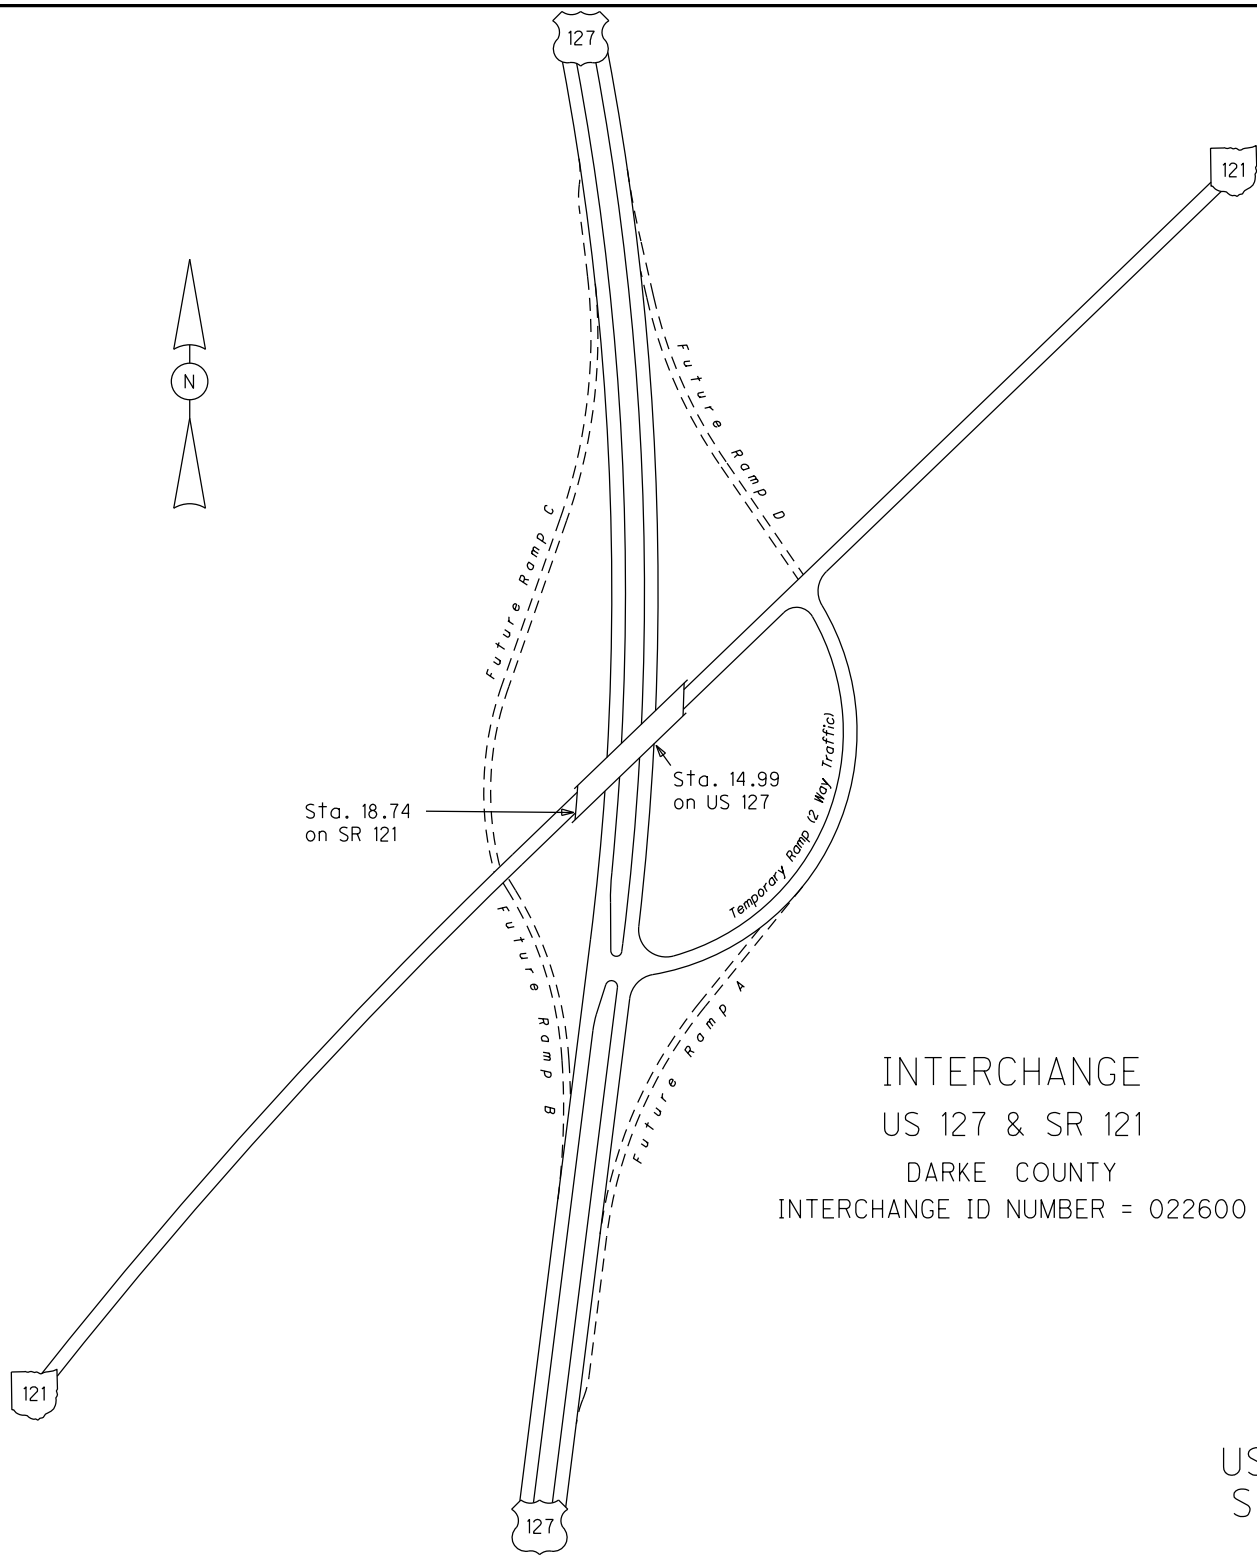 127
121
N
Future Ramp D
Future Ramp C
Sta. 14.99
on US 127
Sta. 18.74
on SR 121
Temporary Ramp (2 Way Traffic)
Future Ramp B
Future Ramp A
INTERCHANGE
US 127 & SR 121
DARKE COUNTY
INTERCHANGE ID NUMBER = 022600
121
US
S
127